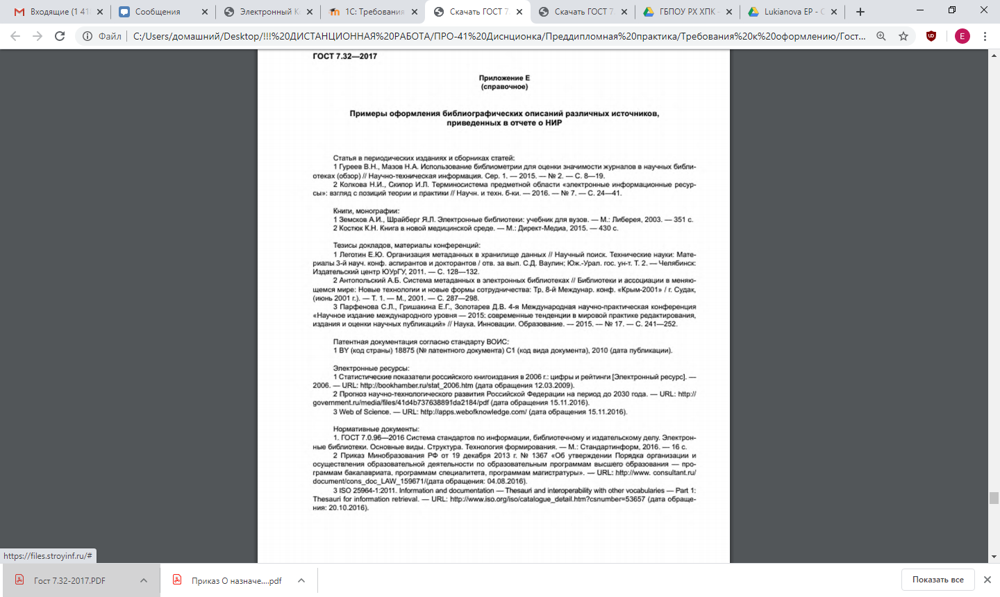 Входящие (1 41
Сообщения
Электронный К
1С: Требования
Скачать ГОСТ 7.
Скачать ГОСТ 7.
ГБПОУ РХ ХПК -
Lukianova EP - С
Файл
C:/Users/домашний/Desktop/!!!%20ДИСТАНЦИОННАЯ%20РАБОТА/ПРО-41%20Диснционка/Преддипломная%20практика/Требования%20к%20оформлению/Гост...
E
ГОСТ 7.32—2017
Приложение Е
(справочное)
Примеры оформления библиографических описаний различных источников,
приведенных в отчете о НИР
Статья в периодических изданиях и сборниках статей:
1 Гуреев В.Н., Мазов Н.А. Использование библиометрии для оценки значимости журналов в научных библи-
отеках (обзор) // Научно-техническая информация. Сер. 1. — 2015. — № 2. — С. 8—19.
2 Колкова Н.И., Скипор И.Л. Терминосистема предметной области «электронные информационные ресур-
сы»: взгляд с позиций теории и практики // Научн. и техн. б-ки. — 2016. — № 7. — С. 24—41.
Книги, монографии:
1 Земсков А.И., Шрайберг Я.Л. Электронные библиотеки: учебник для вузов. — М.: Либерея, 2003. — 351 с.
2 Костюк К.Н. Книга в новой медицинской среде. — М.: Директ-Медиа, 2015. — 430 с.
Тезисы докладов, материалы конференций:
1 Леготин Е.Ю. Организация метаданных в хранилище данных // Научный поиск. Технические науки: Мате-
риалы 3-й науч. конф. аспирантов и докторантов / отв. за вып. С.Д. Ваулин; Юж.-Урал. гос. ун-т. Т. 2. — Челябинск:
Издательский центр ЮУрГУ, 2011. — С. 128—132.
2 Антопольский А.Б. Система метаданных в электронных библиотеках // Библиотеки и ассоциации в меняю-
щемся мире: Новые технологии и новые формы сотрудничества: Тр, 8-й Междунар. конф. «Крым-2001» / г. Судак,
(июнь 2001 г.). — Т. 1. — М., 2001. — С. 287—298.
3 Парфенова С.Л., Гришакина Е.Г., Золотарев Д.В. 4-я Международная научно-практическая конференция
«Научное издание международного уровня — 2015: современные тенденции в мировой практике редактирования,
издания и оценки научных публикаций» // Наука. Инновации. Образование. — 2015. — № 17. — С. 241—252.
Патентная документация согласно стандарту ВОИС:
1 BY (код страны) 18875 (№ патентного документа) С1 (код вида документа), 2010 (дата публикации).
Электронные ресурсы:
1 Статистические показатели российского книгоиздания в 2006 г.: цифры и рейтинги [Электронный ресурс]. —
2006. — URL: http://bookhamber.ru/stat_2006.htm (дата обращения 12.03.2009).
2 Прогноз научно-технологического развития Российской Федерации на период до 2030 года. — URL: http://
government.ru/media/files/41d4b737638891da2184/pdf (дата обращения 15.11.2016).
3 Web of Science. — URL: http://apps.webofknowledge.com/ (дата обращения 15.11.2016).
Нормативные документы:
1. ГОСТ 7.0.96—2016 Система стандартов по информации, библиотечному и издательскому делу. Электрон-
ные библиотеки. Основные виды. Структура. Технология формирования. — М.: Стандартинформ, 2016. — 16 с.
2 Приказ Минобразования РФ от 19 декабря 2013 г. № 1367 «Об утверждении Порядка организации и
осуществления образовательной деятельности по образовательным программам высшего образования — про-
граммам бакалавриата, программам специалитета, программам магистратуры». — URL: http://www. consultant.ru/
document/cons_doc_LAW_159671/(дата обращения: 04.08.2016).
3 ISO 25964-1:2011. Information and documentation — Thesauri and interoperability with other vocabularies — Part 1:
Thesauri for information retrieval. — URL: http://www.iso.org/iso/catalogue_detail.htm?csnumber=53657 (дата обраще-
ния: 20.10.2016).
https://files.stroyinf.ru/#
Гост 7.32-2017.PDF
Приказ О назначе....pdf
Показать все